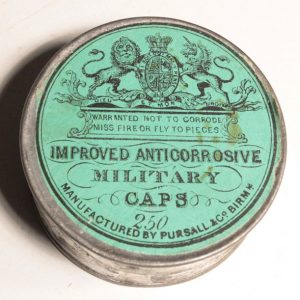 WARRANTED NOT TO CORRODE
MISS FIRE OR FLY TO PIECES
IMPROVED ANTICORROSIVE
MILITARY
CAPS
250
MANUFACTURED BY PURSALL & CO BIRM